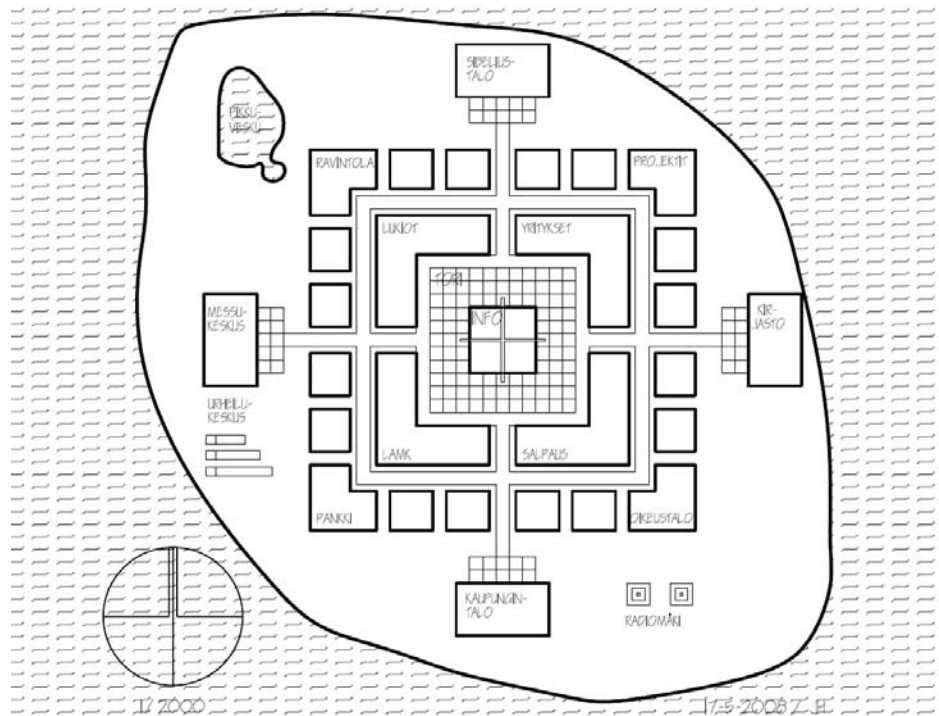 SIBELIUS-
TALO
PIKKU-
VESKU
RAVINTOLA
PROJEKTIT
LUKIOT
YRITYKSET
TORI
INFO
MESSU-
KESKUS
KIR-
JASTO
URHEILU-
KESKUS
LAMK
SALPAUS
PANKKI
OIKEUSTALO
KAUPUNGIN-
TALO
RADIOMÄKI
1/2000
17-5-2008